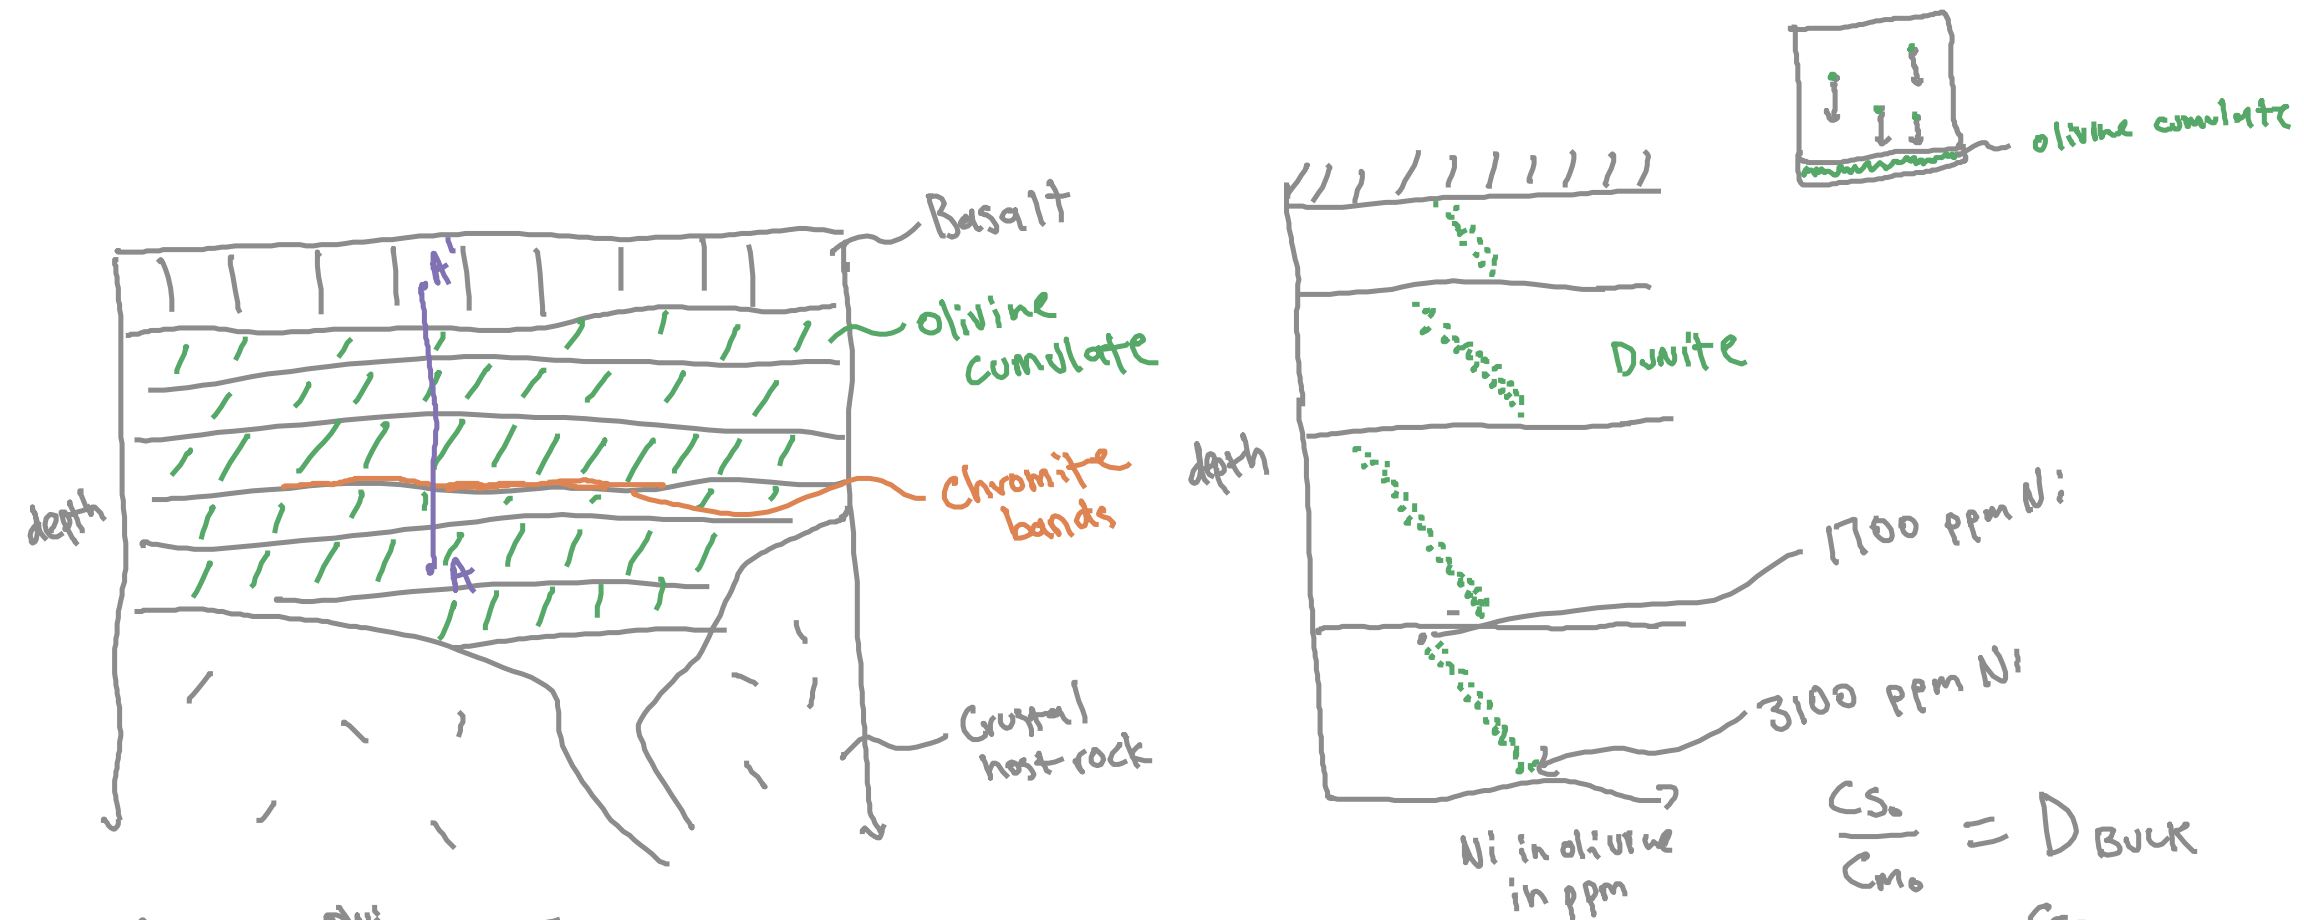 depth
A'
A
Basalt
olivine
cumulate
Chromite
bands
Crustal
host rock
depth
Dunite
1700 ppm Ni
3100 ppm Ni
Ni in olivine
in ppm
olivine cumulate
Cs₀
Cm₀
= D BULK